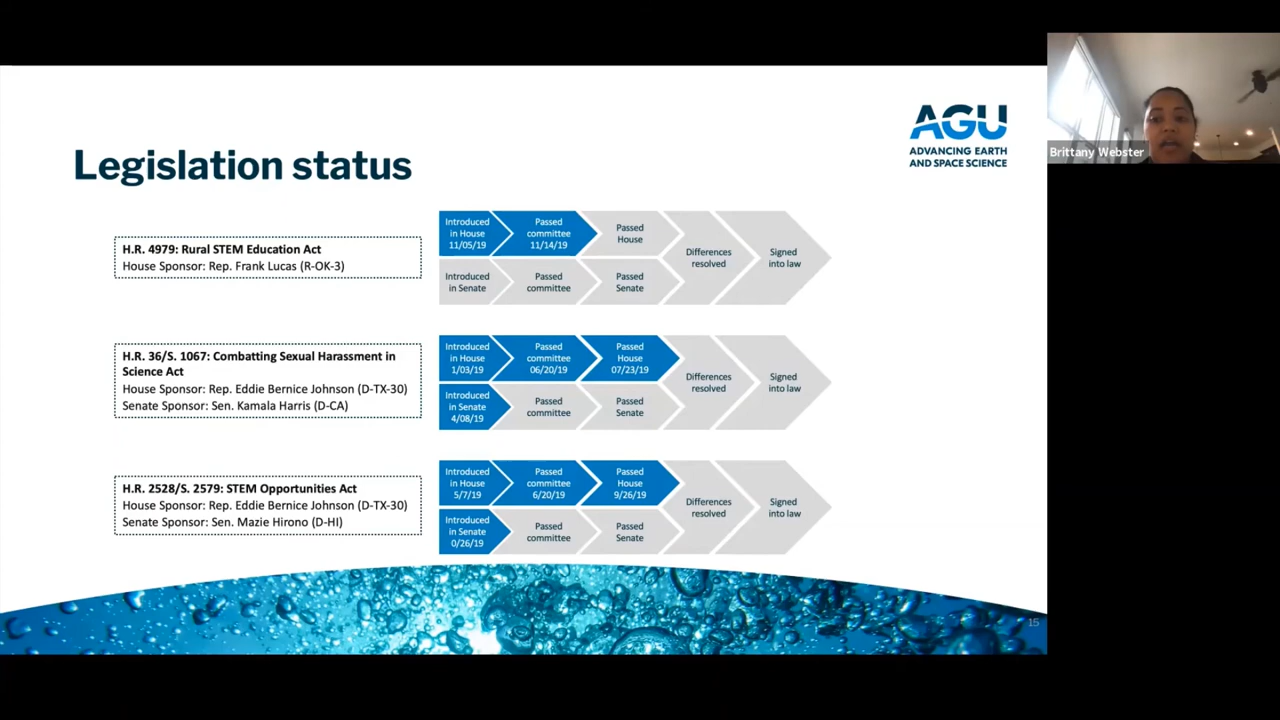 AGU
ADVANCING EARTH
AND SPACE SCIENCE
Brittany Webster
Legislation status
H.R. 4979: Rural STEM Education Act
House Sponsor: Rep. Frank Lucas (R-OK-3)
Introduced
in House
11/05/19
Passed
committee
11/14/19
Passed
House
Introduced
in Senate
Passed
committee
Passed
Senate
Differences
resolved
Signed
into law
H.R. 36/S. 1067: Combatting Sexual Harassment in
Science Act
House Sponsor: Rep. Eddie Bernice Johnson (D-TX-30)
Senate Sponsor: Sen. Kamala Harris (D-CA)
Introduced
in House
1/03/19
Passed
committee
06/20/19
Passed
House
07/23/19
Introduced
in Senate
4/08/19
Passed
committee
Passed
Senate
Differences
resolved
Signed
into law
H.R. 2528/S. 2579: STEM Opportunities Act
House Sponsor: Rep. Eddie Bernice Johnson (D-TX-30)
Senate Sponsor: Sen. Mazie Hirono (D-HI)
Introduced
in House
5/7/19
Passed
committee
6/20/19
Passed
House
9/26/19
Introduced
in Senate
0/26/19
Passed
committee
Passed
Senate
Differences
resolved
Signed
into law
15